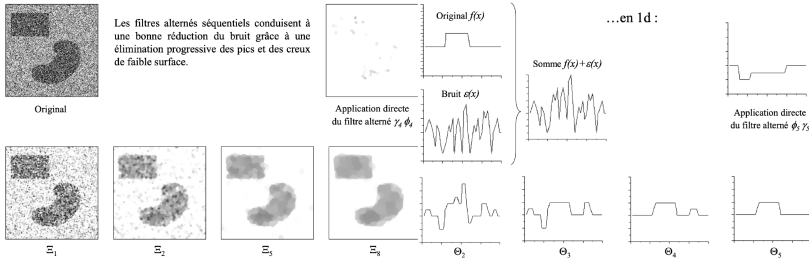 Les filtres alternés séquentiels conduisent à
une bonne réduction du bruit grâce à une
élimination progressive des pics et des creux
de faible surface.
Original
Application directe
du filtre alterné γ₄ ϕ₄
Original f(x)
Bruit ε(x)
…en 1d :
Somme f(x)+ε(x)
Application directe
du filtre alterné ϕ₅ γ₅
Ξ₁
Ξ₂
Ξ₅
Ξ₈
Θ₂
Θ₃
Θ₄
Θ₅